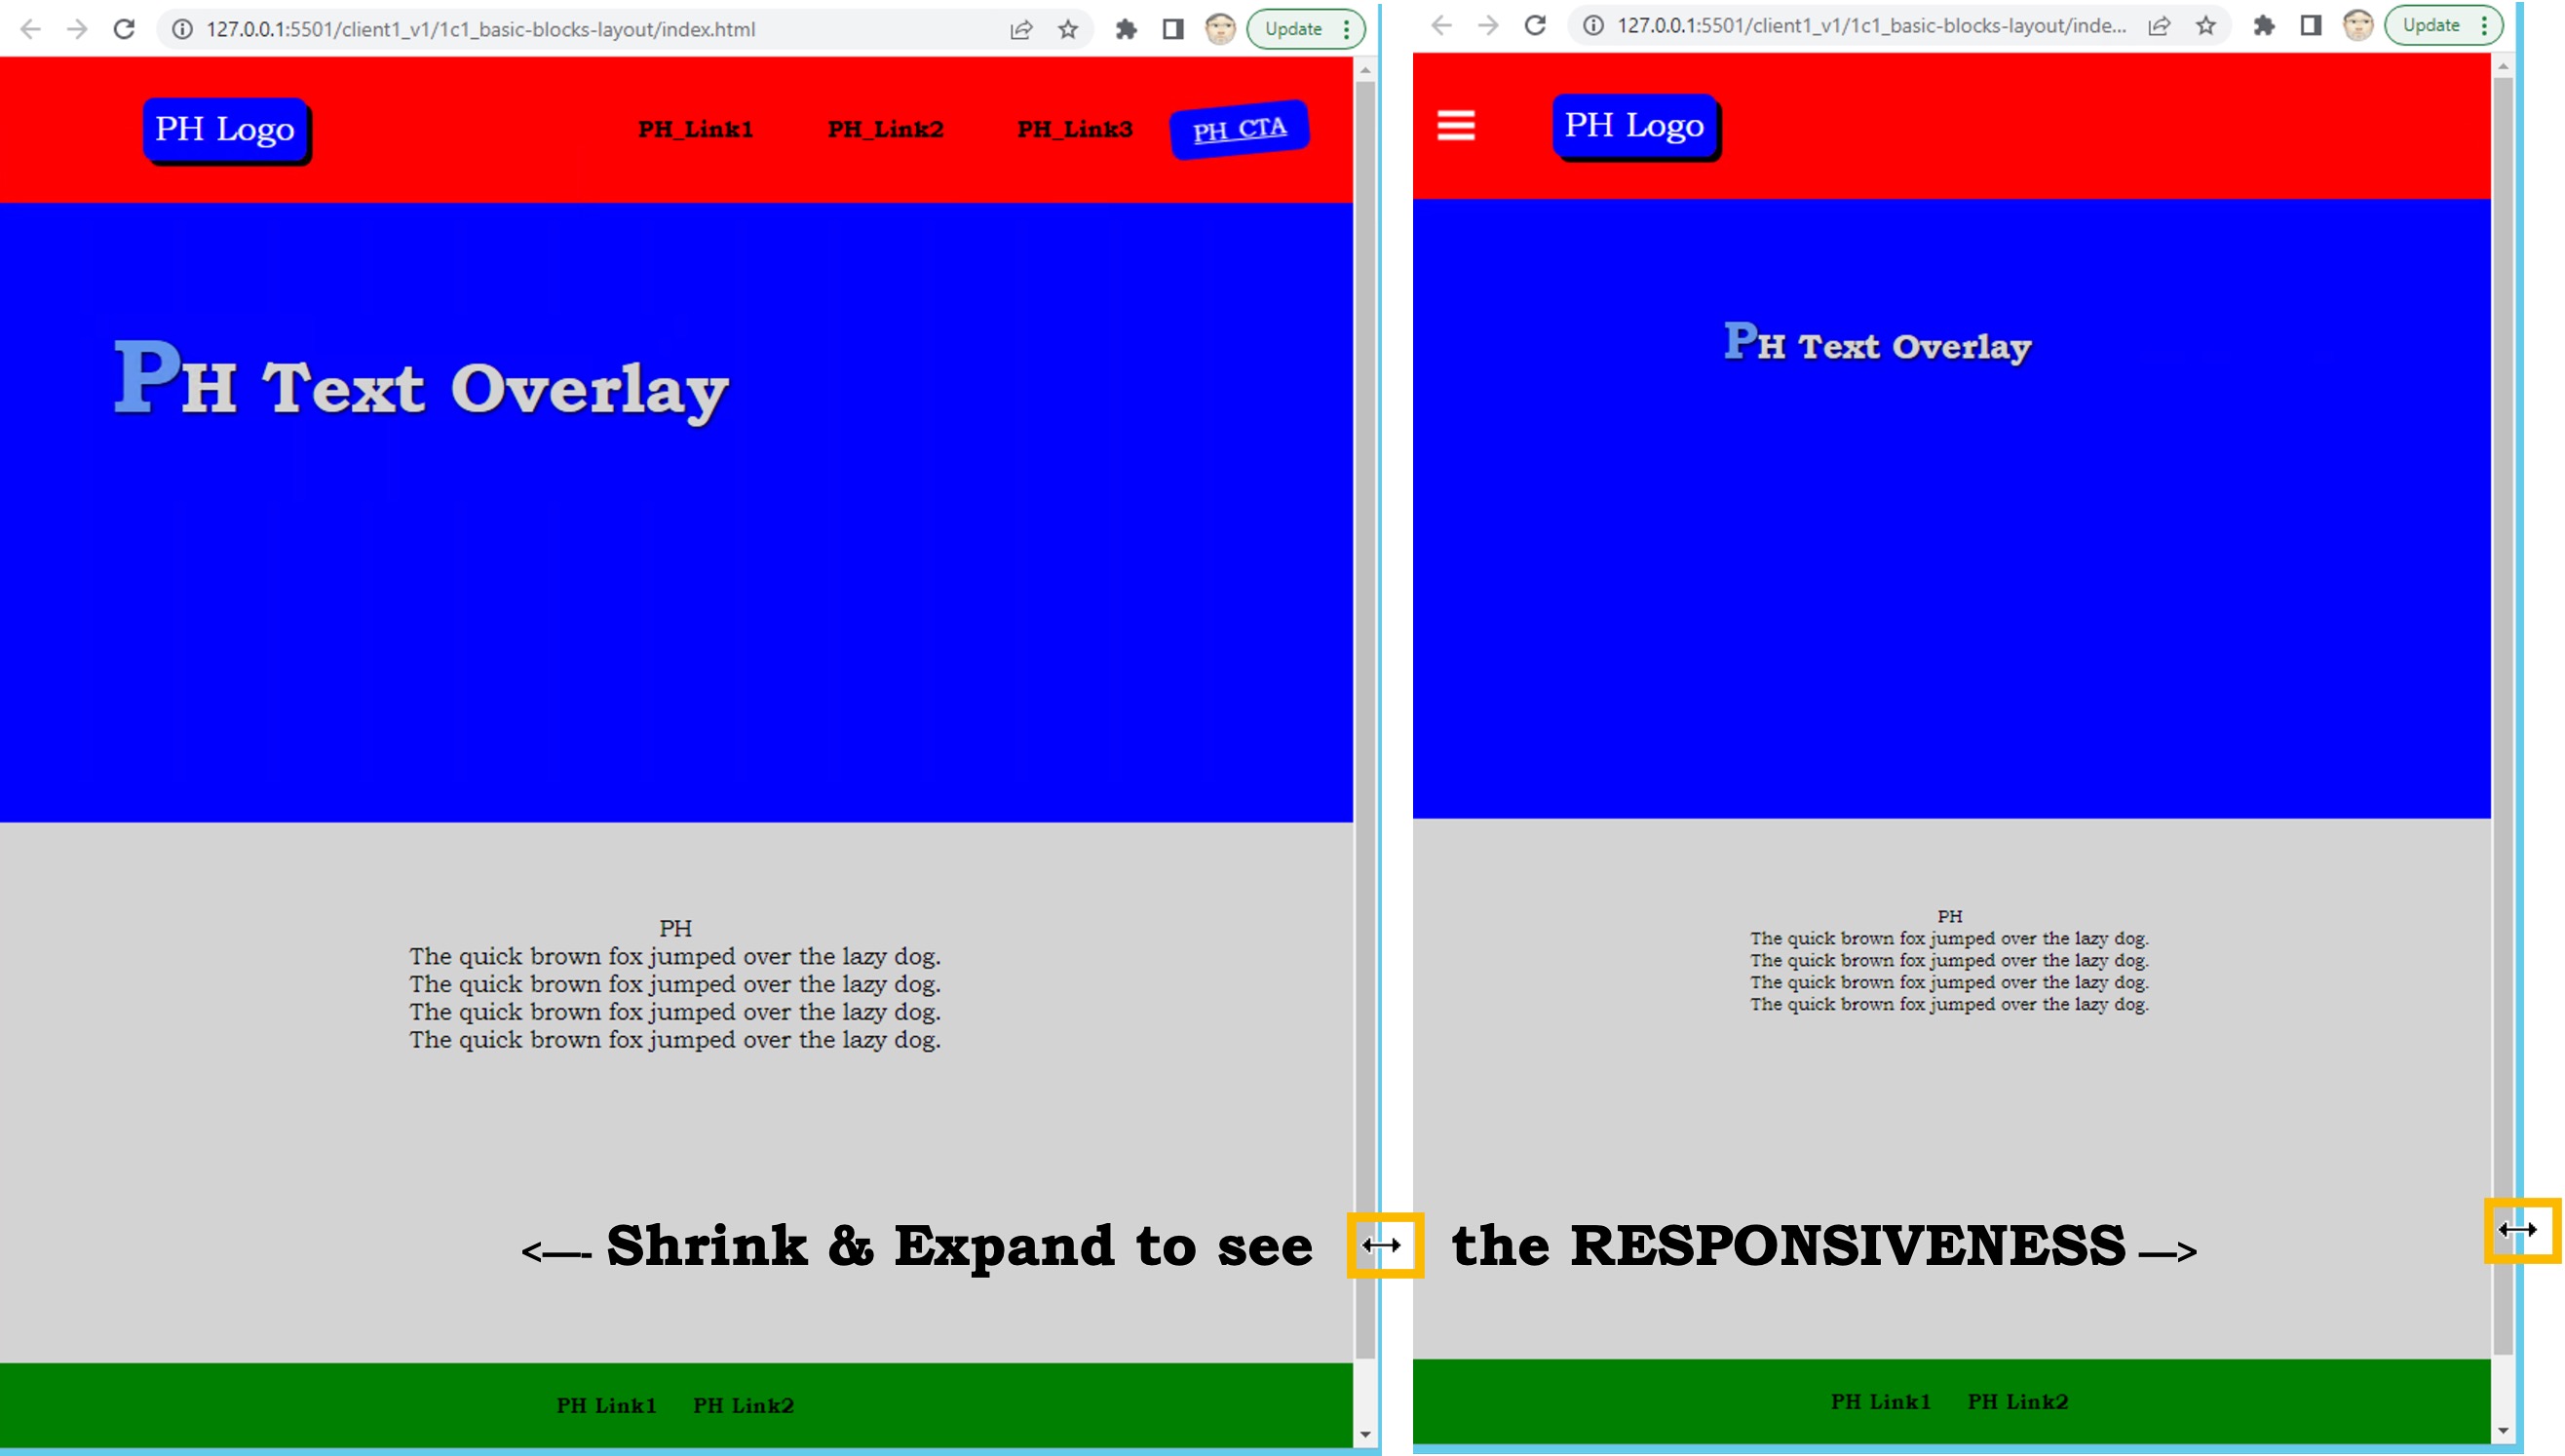 127.0.0.1:5501/client1_v1/1c1_basic-blocks-layout/index.html
Update
PH Logo
PH_Link1
PH_Link2
PH_Link3
PH CTA
PH Text Overlay
PH
The quick brown fox jumped over the lazy dog.
The quick brown fox jumped over the lazy dog.
The quick brown fox jumped over the lazy dog.
The quick brown fox jumped over the lazy dog.
PH Link1
PH Link2
127.0.0.1:5501/client1_v1/1c1_basic-blocks-layout/inde...
Update
PH Logo
PH Text Overlay
PH
The quick brown fox jumped over the lazy dog.
The quick brown fox jumped over the lazy dog.
The quick brown fox jumped over the lazy dog.
The quick brown fox jumped over the lazy dog.
PH Link1
PH Link2
<—- Shrink & Expand to see the RESPONSIVENESS —>